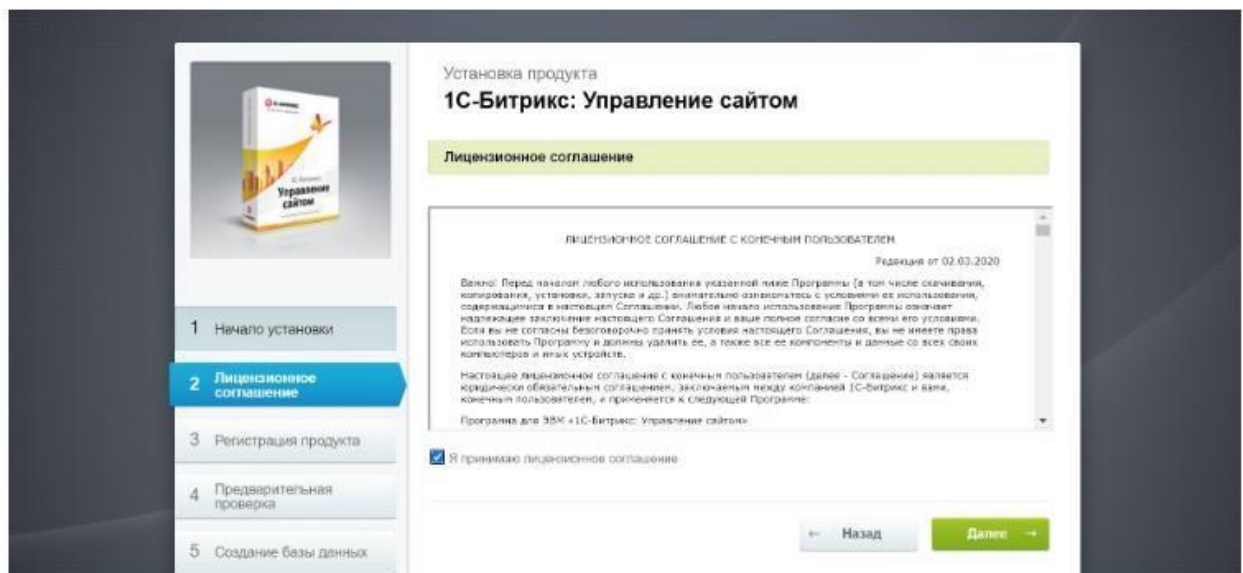 1С-БИТРИКС
Управление
сайтом
Установка продукта
1С-Битрикс: Управление сайтом
Лицензионное соглашение
ЛИЦЕНЗИОННОЕ СОГЛАШЕНИЕ С КОНЕЧНЫМ ПОЛЬЗОВАТЕЛЕМ
Редакция от 02.03.2020
Важно! Перед началом любого использования указанной ниже Программы (в том числе скачивания,
копирования, установки, запуска и др.) внимательно ознакомьтесь с условиями ее использования,
содержащимися в настоящем Соглашении. Любое начало использования Программы означает
надлежащее заключение настоящего Соглашения и ваше полное согласие со всеми его условиями.
Если вы не согласны безоговорочно принять условия настоящего Соглашения, вы не имеете права
использовать Программу и должны удалить ее, а также все ее компоненты и данные со всех своих
компьютеров и иных устройств.
Настоящее лицензионное соглашение с конечным пользователем (далее - Соглашение) является
юридически обязательным соглашением, заключаемым между компанией 1С-Битрикс и вами,
конечным пользователем, и применяется к следующей Программе:
Программа для ЭВМ «1С-Битрикс: Управление сайтом»
Я принимаю лицензионное соглашение
1 Начало установки
2 Лицензионное
соглашение
3 Регистрация продукта
4 Предварительная
проверка
5 Создание базы данных
← Назад
Далее →